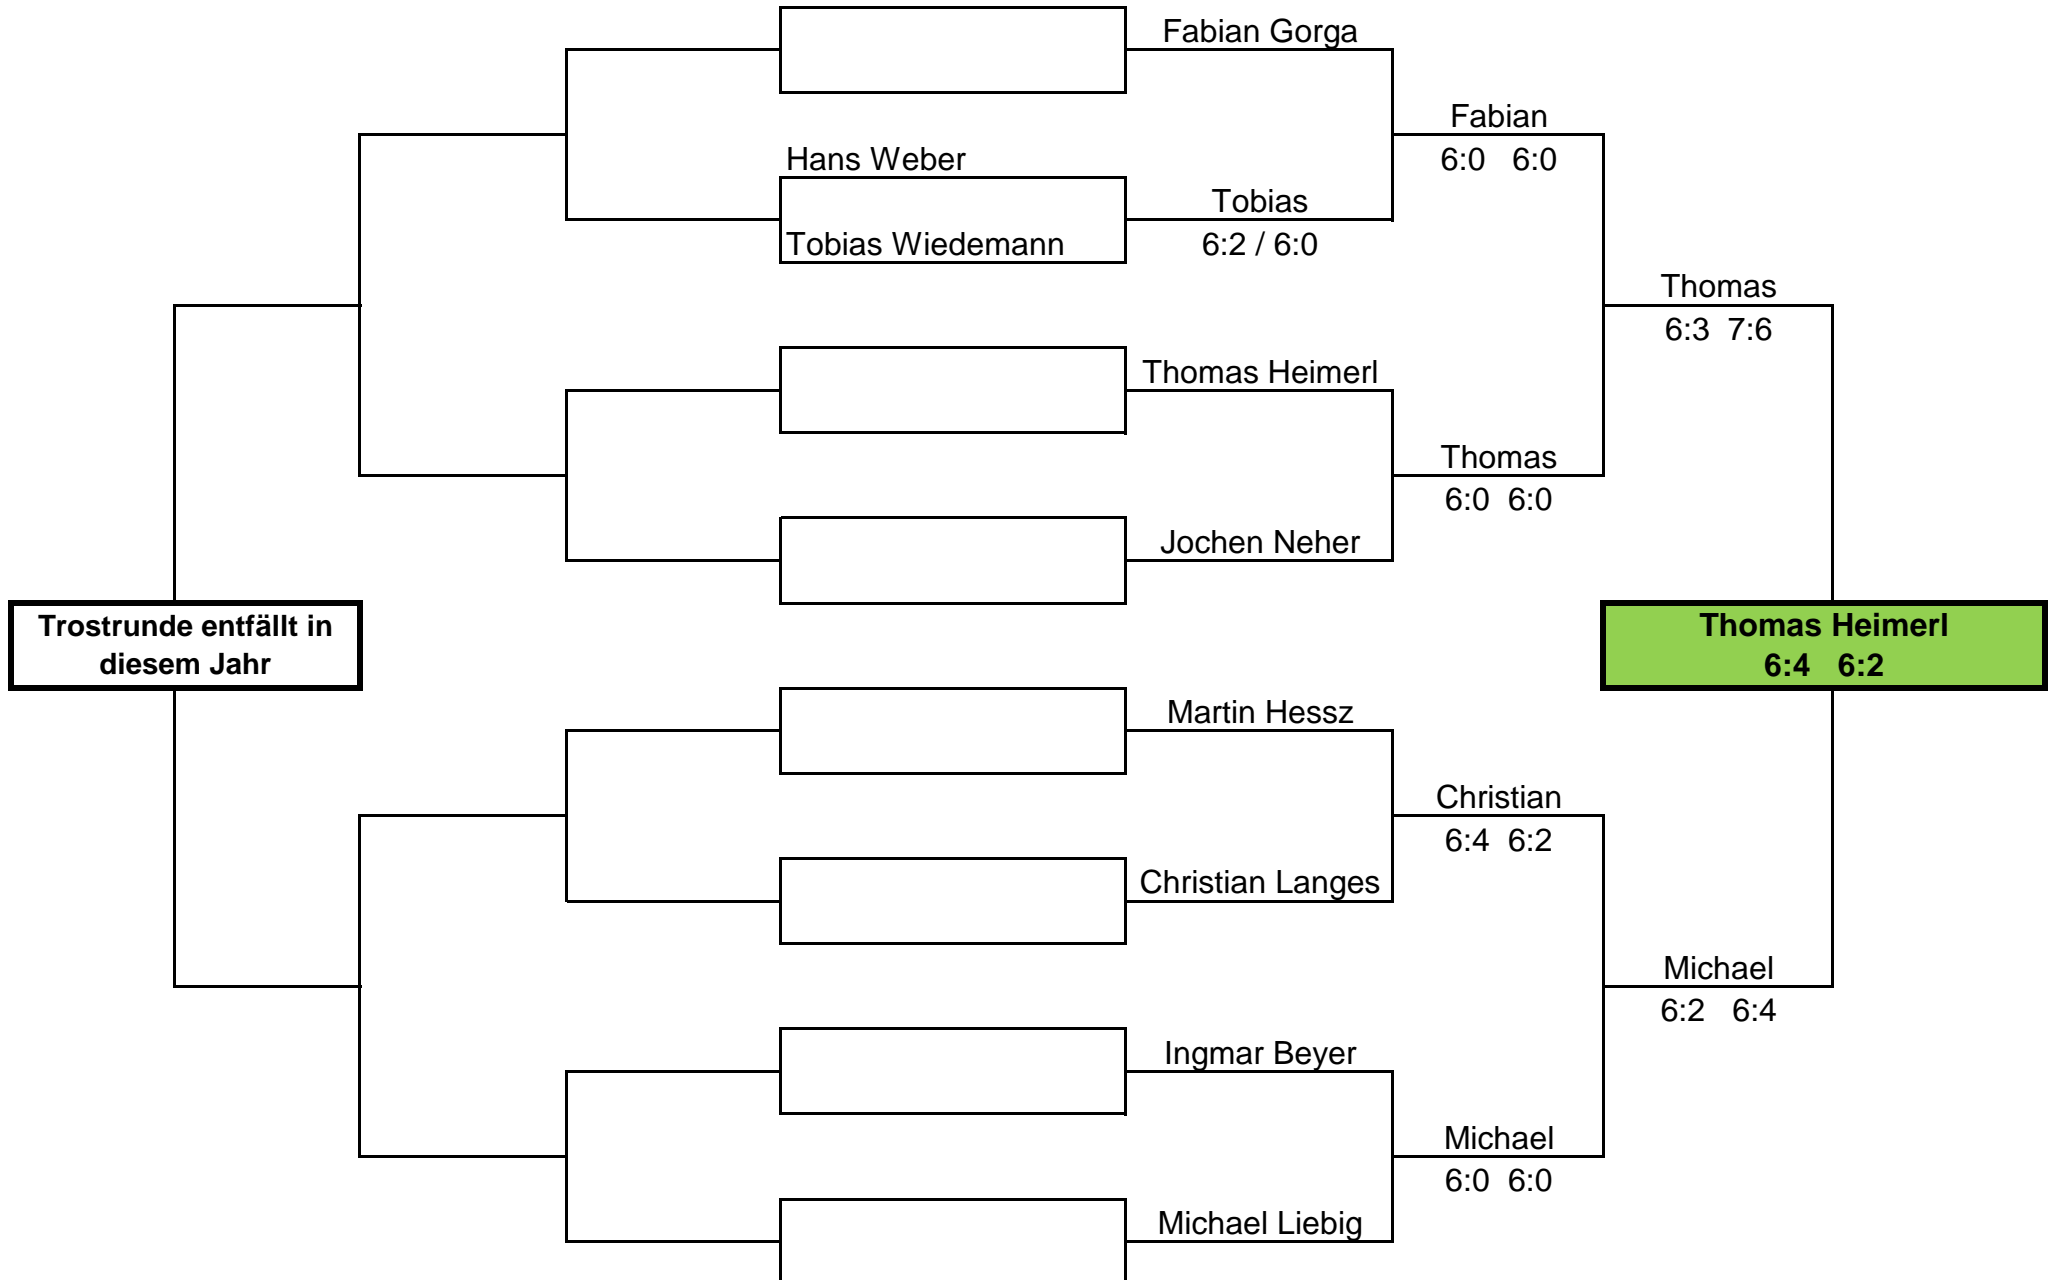 Fabian Gorga
Fabian
Hans Weber
6:0 6:0
Tobias
Tobias Wiedemann
6:2 / 6:0
Thomas
6:3 7:6
Thomas Heimerl
Thomas
6:0 6:0
Jochen Neher
Trostrunde entfällt in
diesem Jahr
Thomas Heimerl
6:4 6:2
Martin Hessz
Christian
6:4 6:2
Christian Langes
Michael
6:2 6:4
Ingmar Beyer
Michael
6:0 6:0
Michael Liebig